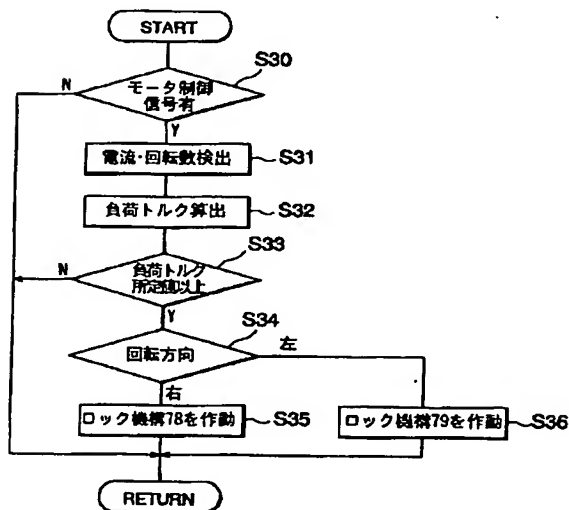 START
S30
N
モータ制御
信号有
Y
電流・回転数検出
S31
負荷トルク算出
S32
S33
N
負荷トルク
所定値以上
Y
S34
回転方向
左
右
ロック機構78を作動
S35
ロック機構79を作動
S36
RETURN